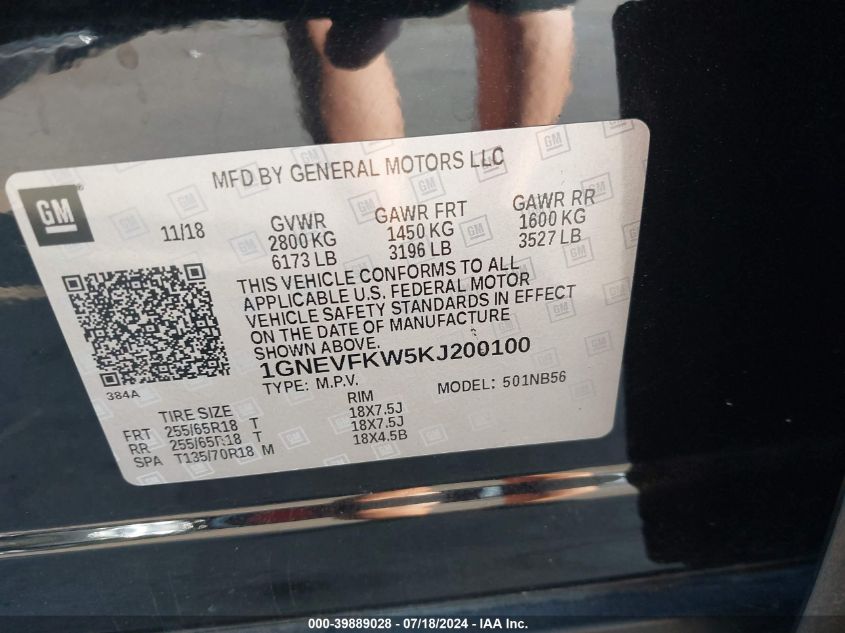 MFD BY GENERAL MOTORS LLC
GM
11/18
GVWR GAWR FRT GAWR RR
2800 KG 1450 KG 1600 KG
6173 LB 3196 LB 3527 LB
THIS VEHICLE CONFORMS TO ALL
APPLICABLE U.S. FEDERAL MOTOR
VEHICLE SAFETY STANDARDS IN EFFECT
ON THE DATE OF MANUFACTURE
SHOWN ABOVE.
1GNEVFKW5KJ200100
384A
TYPE: M.P.V. MODEL: 501NB56
TIRE SIZE RIM
FRT 255/65R18 T 18X7.5J
RR 255/65R18 T 18X7.5J
SPA T135/70R18 M 18X4.5B
000-39889028 - 07/18/2024 - IAAI Inc.